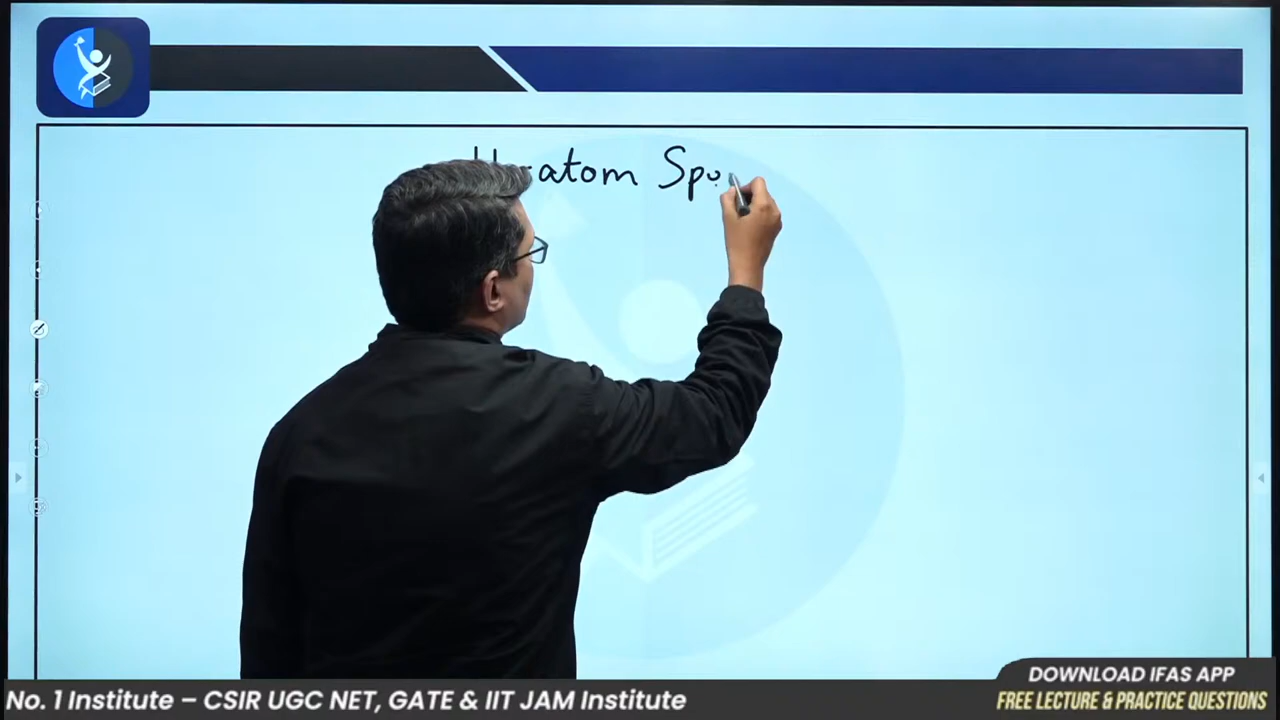 atom Sp
DOWNLOAD IFAS APP
No. 1 Institute – CSIR UGC NET, GATE & IIT JAM Institute
FREE LECTURE & PRACTICE QUESTIONS